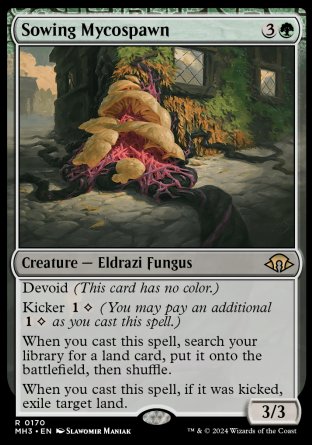 Sowing Mycospawn 3
Creature — Eldrazi Fungus
Devoid (This card has no color.)
Kicker 1◇ (You may pay an additional
1◇ as you cast this spell.)
When you cast this spell, search your
library for a land card, put it onto the
battlefield, then shuffle.
When you cast this spell, if it was kicked,
exile target land.
3/3
R 0170
MH3 • EN Slawomir Maniak
™ & © 2024 Wizards of the Coast